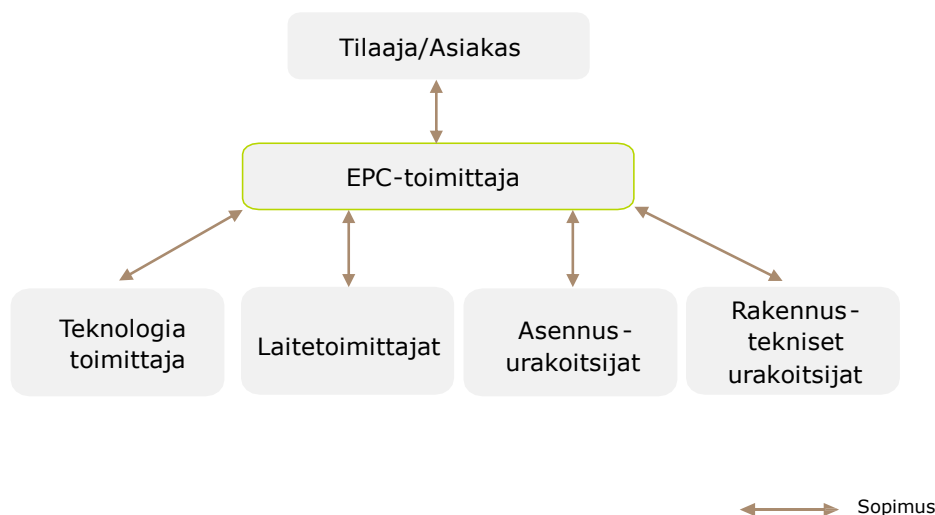 Tilaaja/Asiakas
EPC-toimittaja
Teknologia
toimittaja
Laitetoimittajat
Asennus-
urakoitsijat
Rakennus-
tekniset
urakoitsijat
Sopimus